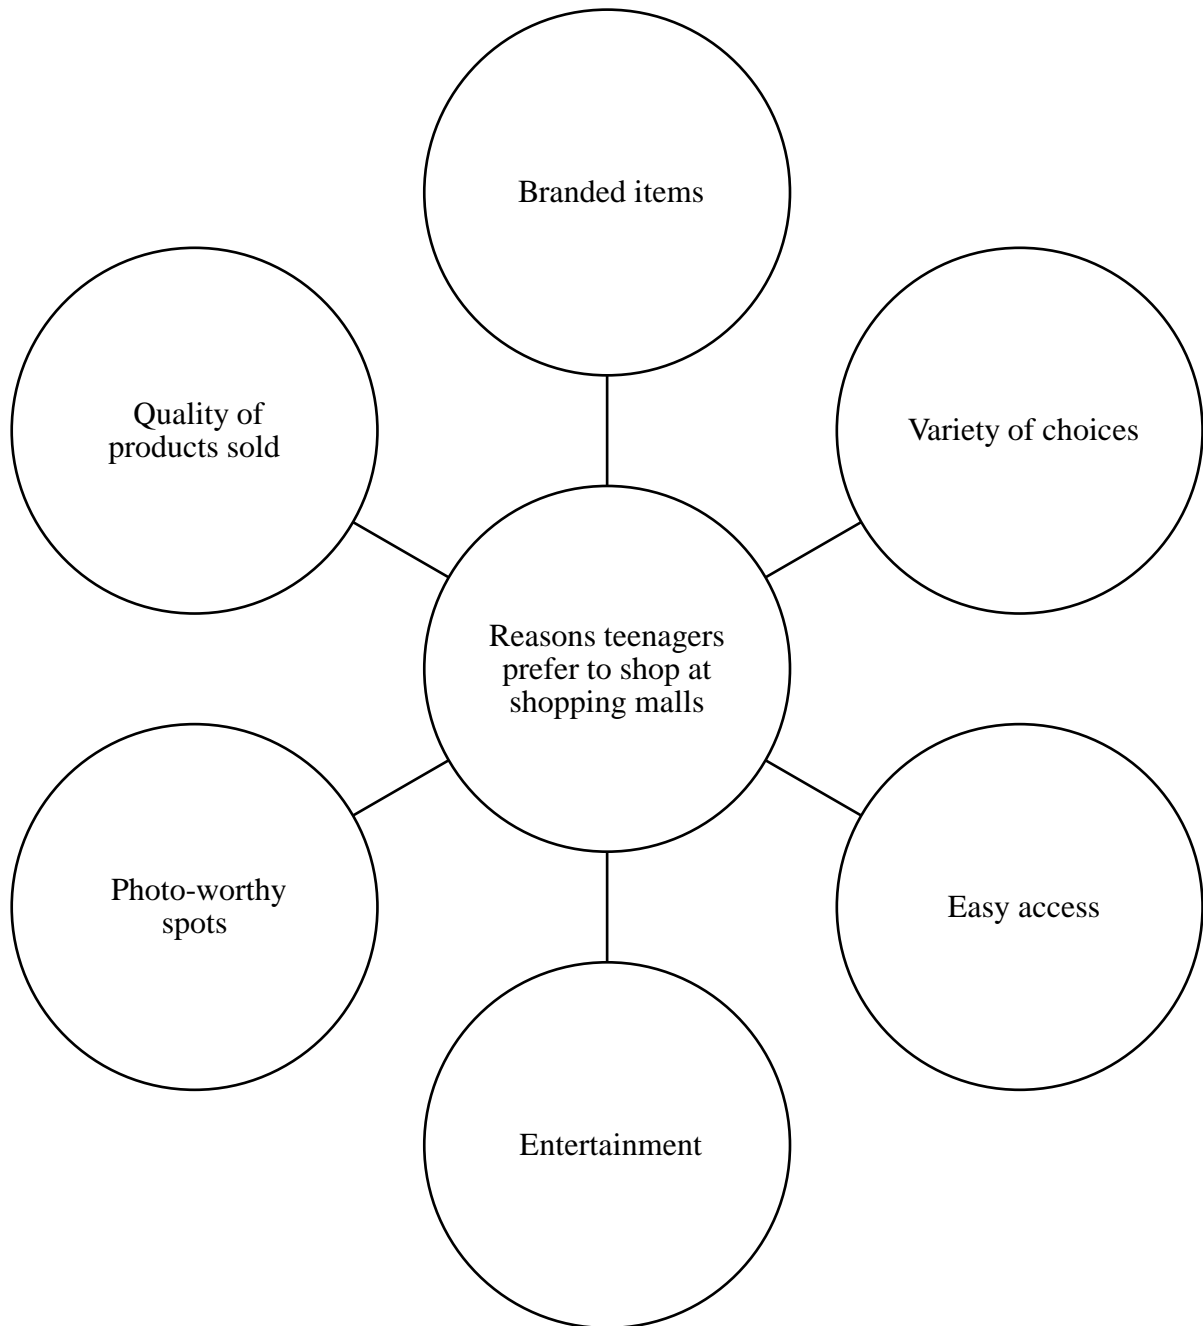 Branded items
Quality of
products sold
Variety of choices
Reasons teenagers
prefer to shop at
shopping malls
Photo-worthy
spots
Easy access
Entertainment